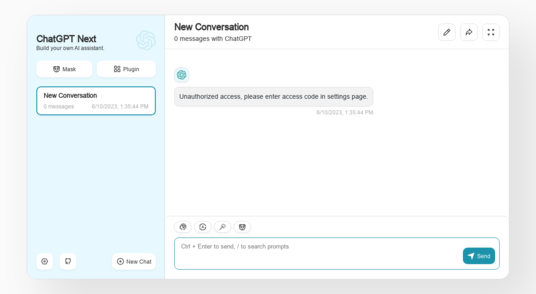 ChatGPT Next
Build your own AI assistant.
Mask
Plugin
New Conversation
0 messages
8/10/2023, 1:35:44 PM
New Chat
New Conversation
0 messages with ChatGPT
Unauthorized access, please enter access code in settings page.
8/10/2023, 1:35:44 PM
Ctrl + Enter to send, / to search prompts
Send